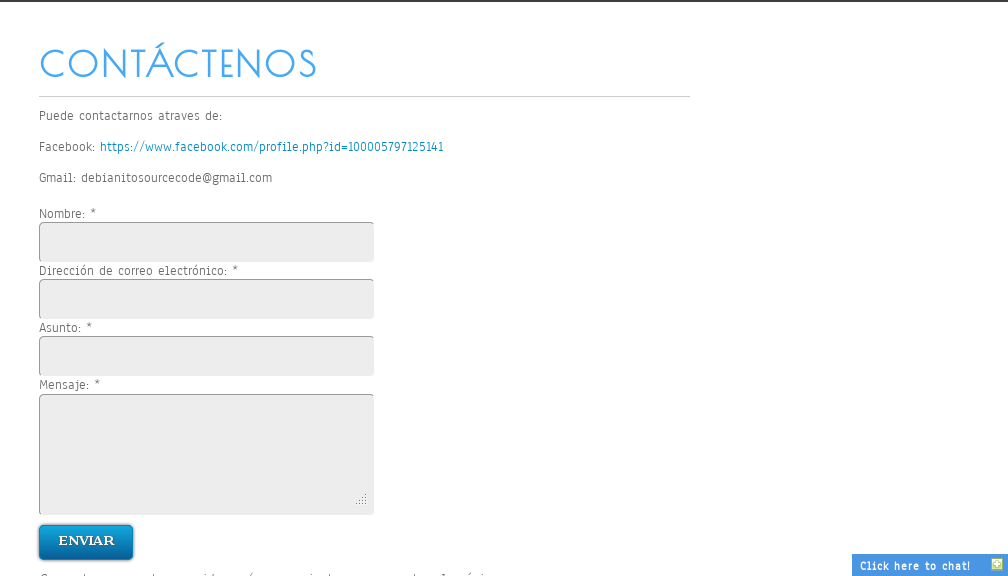 CONTÁCTENOS
Puede contactarnos atraves de:
Facebook: https://www.facebook.com/profile.php?id=100005797125141
Gmail: debianitosourcecode@gmail.com
Nombre: *
Dirección de correo electrónico: *
Asunto: *
Mensaje: *
ENVIAR
Click here to chat!